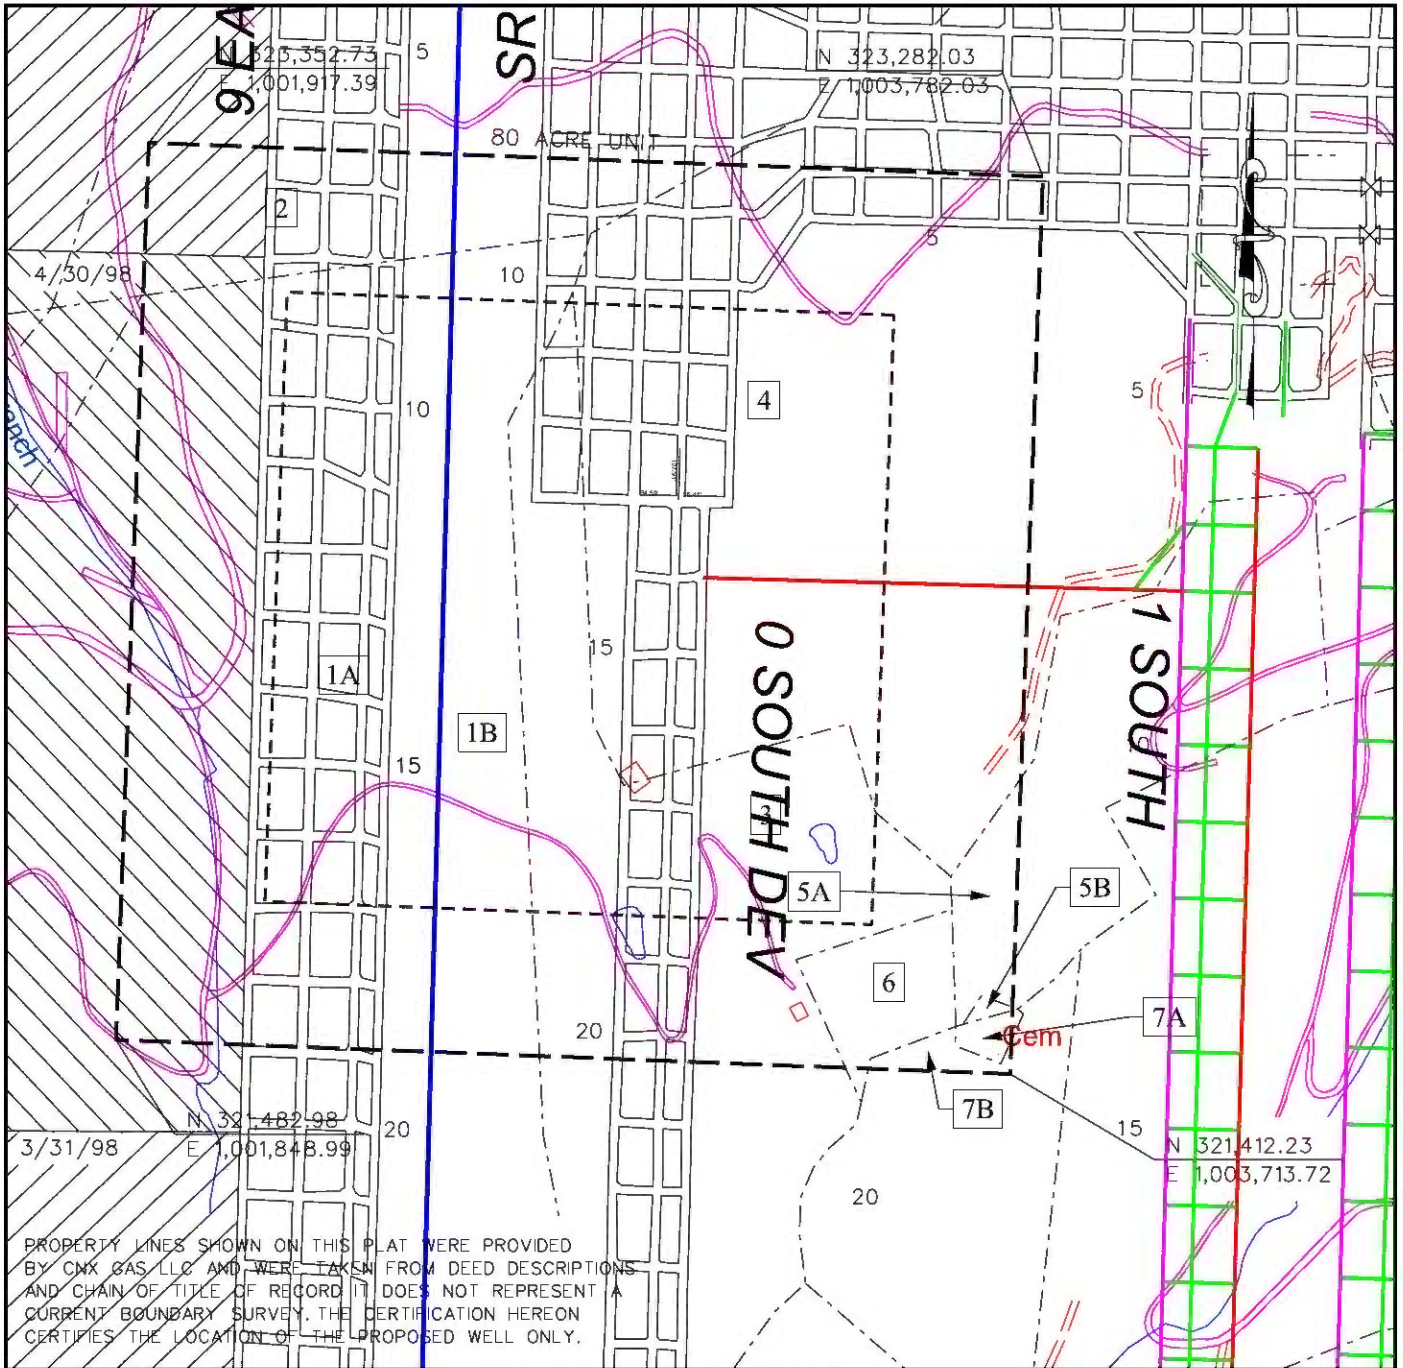 9 EA
SR
N 323,352.73
E 1,001,917.39
5
N 323,282.03
E 1,003,782.03
80 ACRE UNIT
2
5
4/30/98
10
5
4
10
anch
15
1A
0 SOUTH DEV
1 SOUTH
1B
15
3
5A
5B
6
7A
Cem
20
7B
N 321,482.98
E 1,001,848.99
20
15
3/31/98
N 321,412.23
E 1,003,713.72
20
PROPERTY LINES SHOWN ON THIS PLAT WERE PROVIDED
BY CNX GAS LLC AND WERE TAKEN FROM DEED DESCRIPTIONS
AND CHAIN OF TITLE OF RECORD IT DOES NOT REPRESENT A
CURRENT BOUNDARY SURVEY. THE CERTIFICATION HEREON
CERTIFIES THE LOCATION OF THE PROPOSED WELL ONLY.